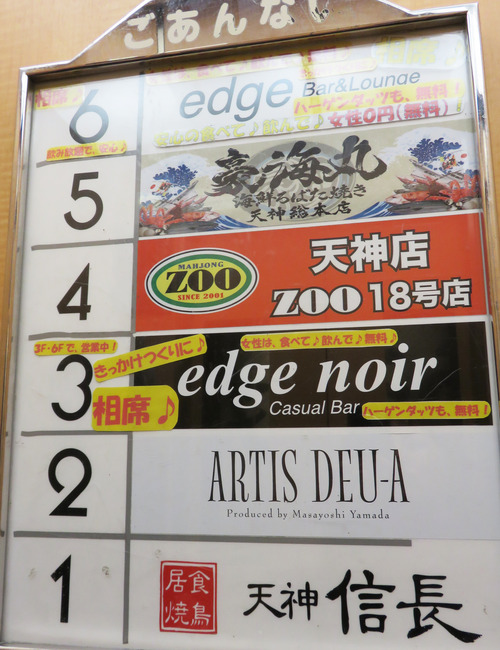 ごあんない
6
相席♪
飲み放題で、安心♪
edge Bar&Lounge
ハーゲンダッツも、無料!
安心の食べて♪飲んで♪女性0円(無料)!
5
豪海丸
海鮮ろばた焼き
天神総本店
4
MAHJONG
ZOO
SINCE 2001
天神店
ZOO 18号店
3F・6Fで、営業中!
3
きっかけつくりに♪
相席♪
女性は、食べて♪飲んで♪無料♪
edge noir
Casual Bar
ハーゲンダッツも、無料!
2
ARTIS DEU-A
Produced by Masayoshi Yamada
1
居食
焼鳥
天神 信長